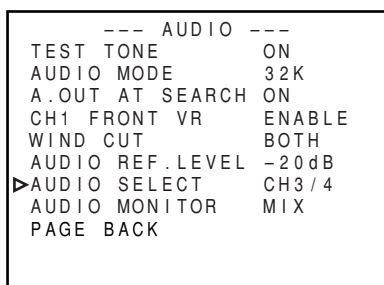 --- AUDIO ---
TEST TONE ON
AUDIO MODE 32K
A.OUT AT SEARCH ON
CH1 FRONT VR ENABLE
WIND CUT BOTH
AUDIO REF.LEVEL –20dB
AUDIO SELECT CH3/4
AUDIO MONITOR MIX
PAGE BACK